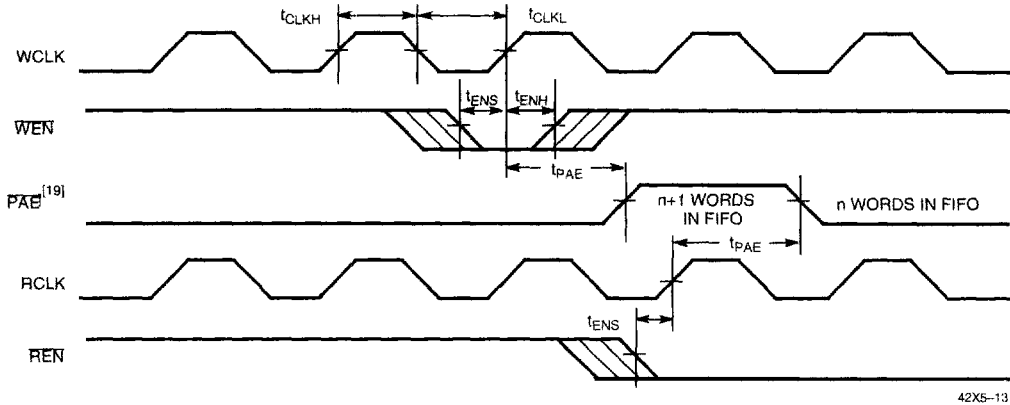 tCLKH
tCLKL
WCLK
tENS
tENH
WEN
tPAE
PAE[19]
n+1 WORDS
IN FIFO
n WORDS IN FIFO
tPAE
RCLK
tENS
REN
42X5–13